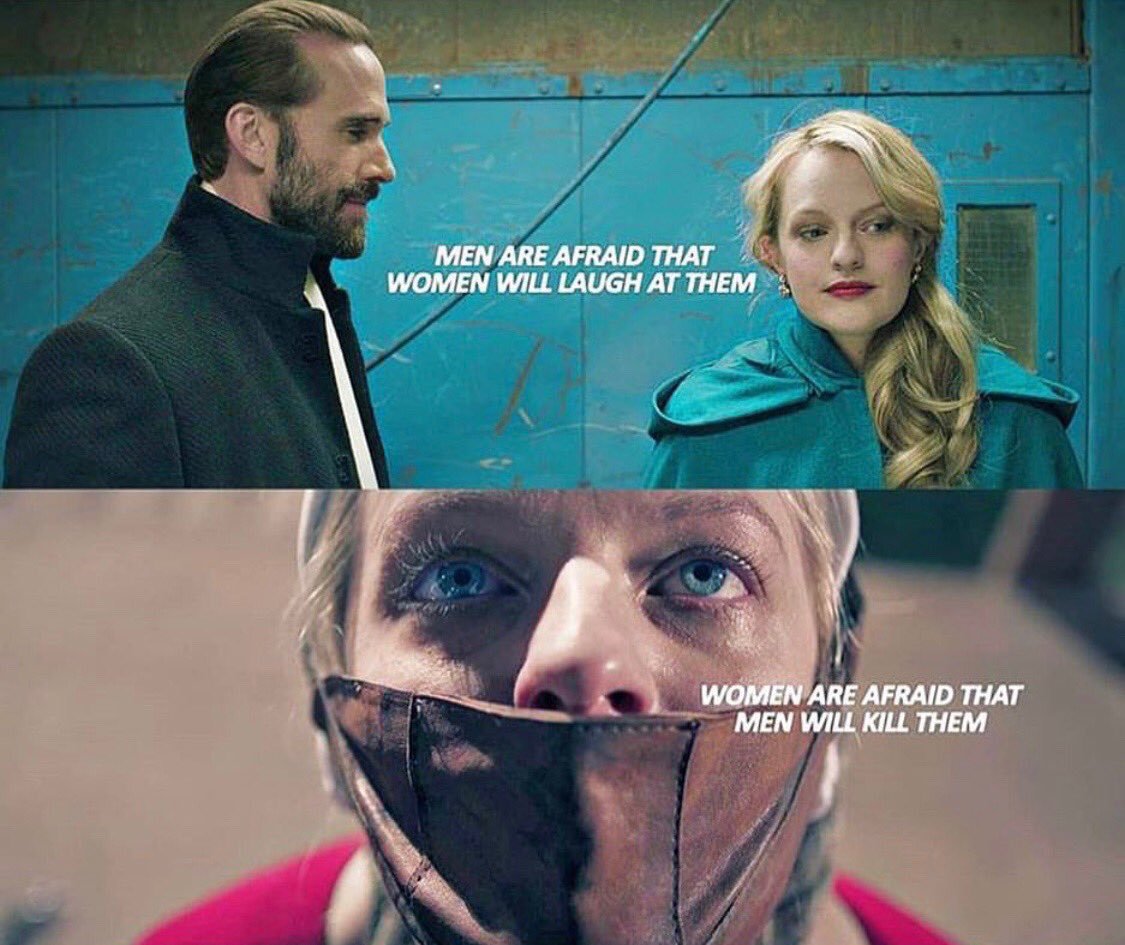 MEN ARE AFRAID THAT
WOMEN WILL LAUGH AT THEM
WOMEN ARE AFRAID THAT
MEN WILL KILL THEM